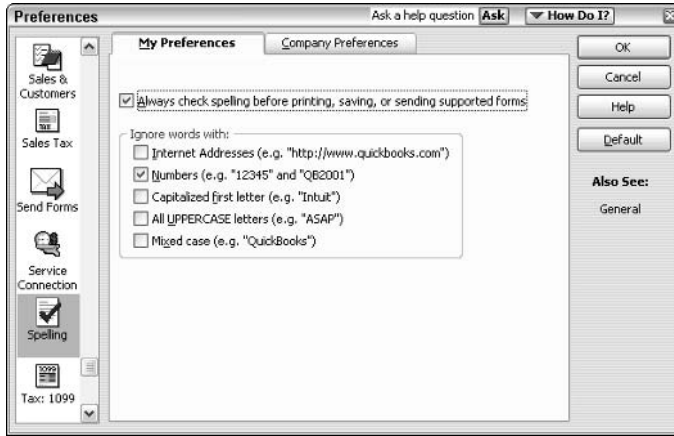 Preferences
Ask a help question Ask How Do I?
My Preferences Company Preferences
Sales & Customers
Sales Tax
Send Forms
Service Connection
Spelling
Tax: 1099
Always check spelling before printing, saving, or sending supported forms
Ignore words with:
Internet Addresses (e.g. "http://www.quickbooks.com")
Numbers (e.g. "12345" and "QB2001")
Capitalized first letter (e.g. "Intuit")
All UPPERCASE letters (e.g. "ASAP")
Mixed case (e.g. "QuickBooks")
OK
Cancel
Help
Default
Also See:
General